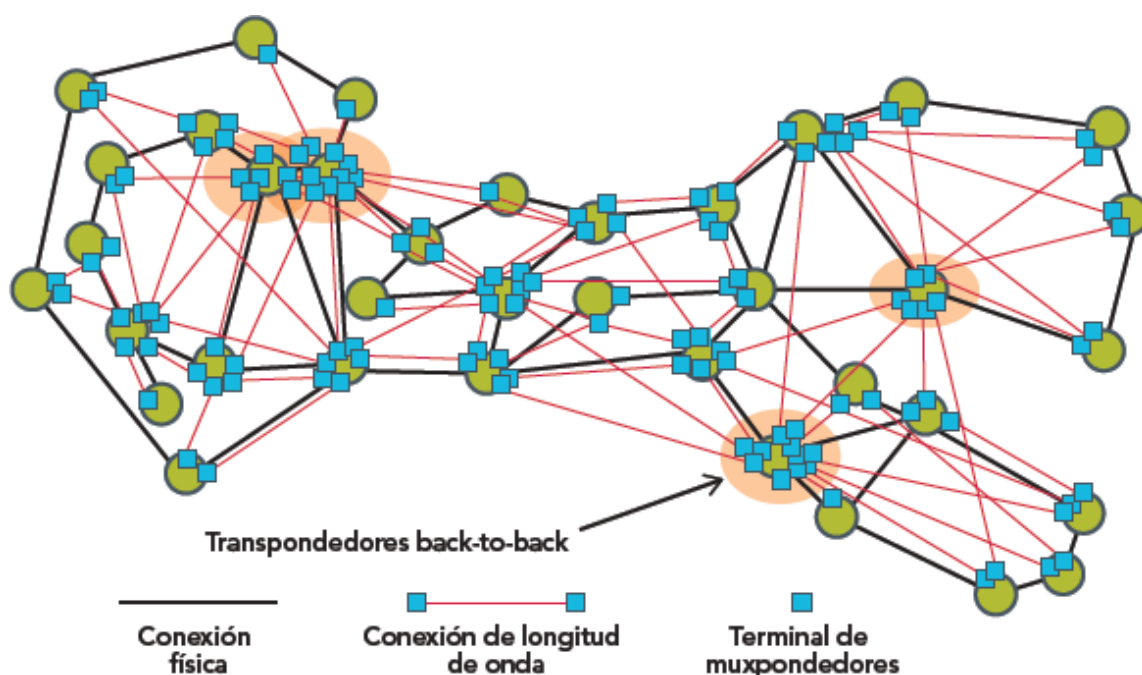 Transpondedores back-to-back
Conexión
física
Conexión de longitud
de onda
Terminal de
muxpondedores